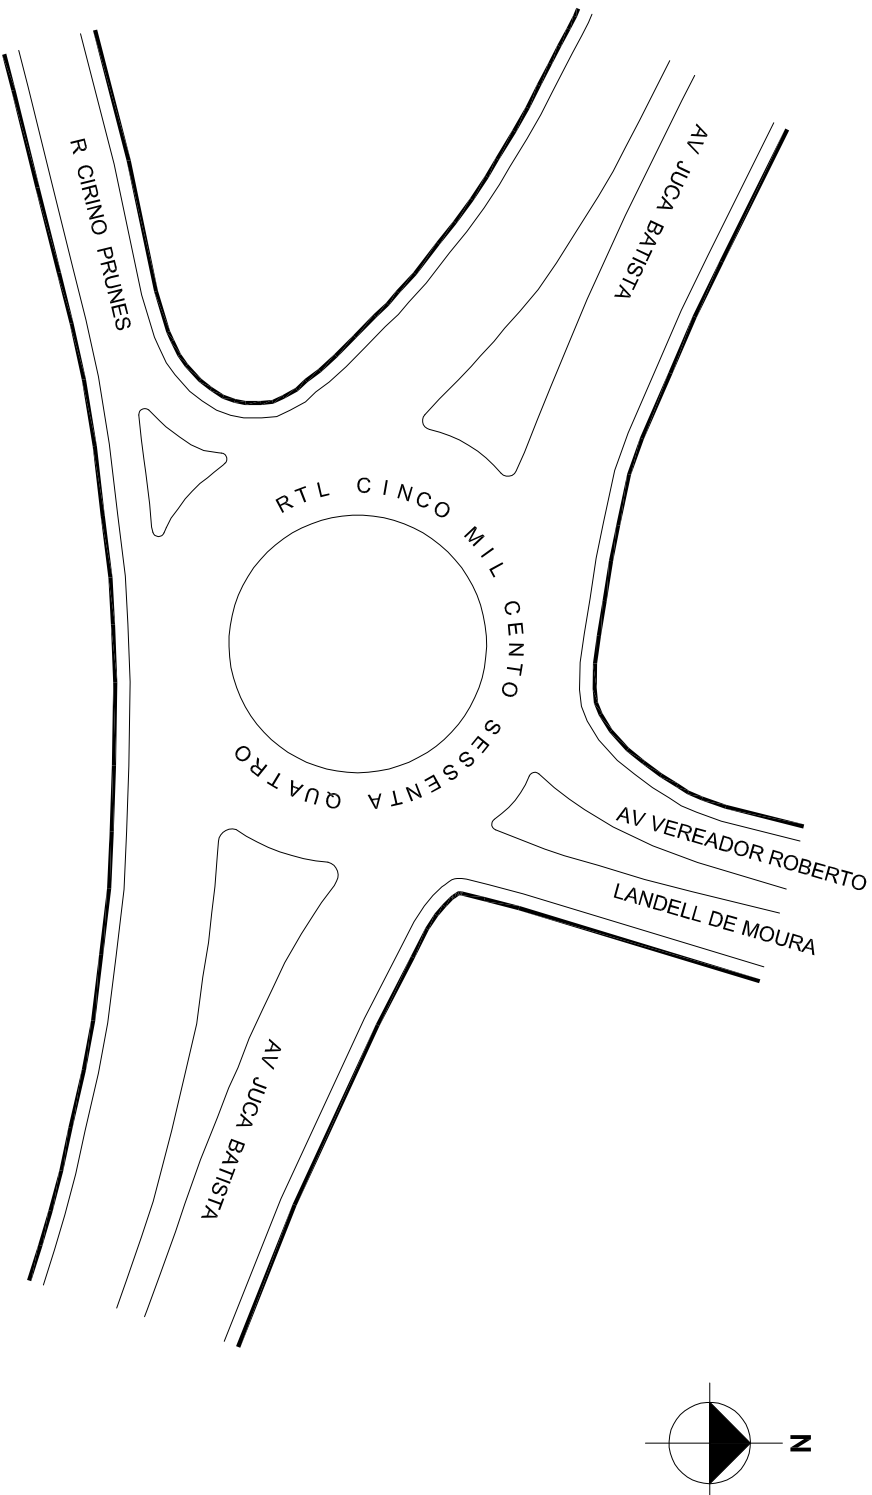 R CIRINO PRUNES
AV JUCA BATISTA
RTL CINCO MIL CENTO SESSENTA QUATRO
AV VEREADOR ROBERTO
LANDELL DE MOURA
AV JUCA BATISTA
N